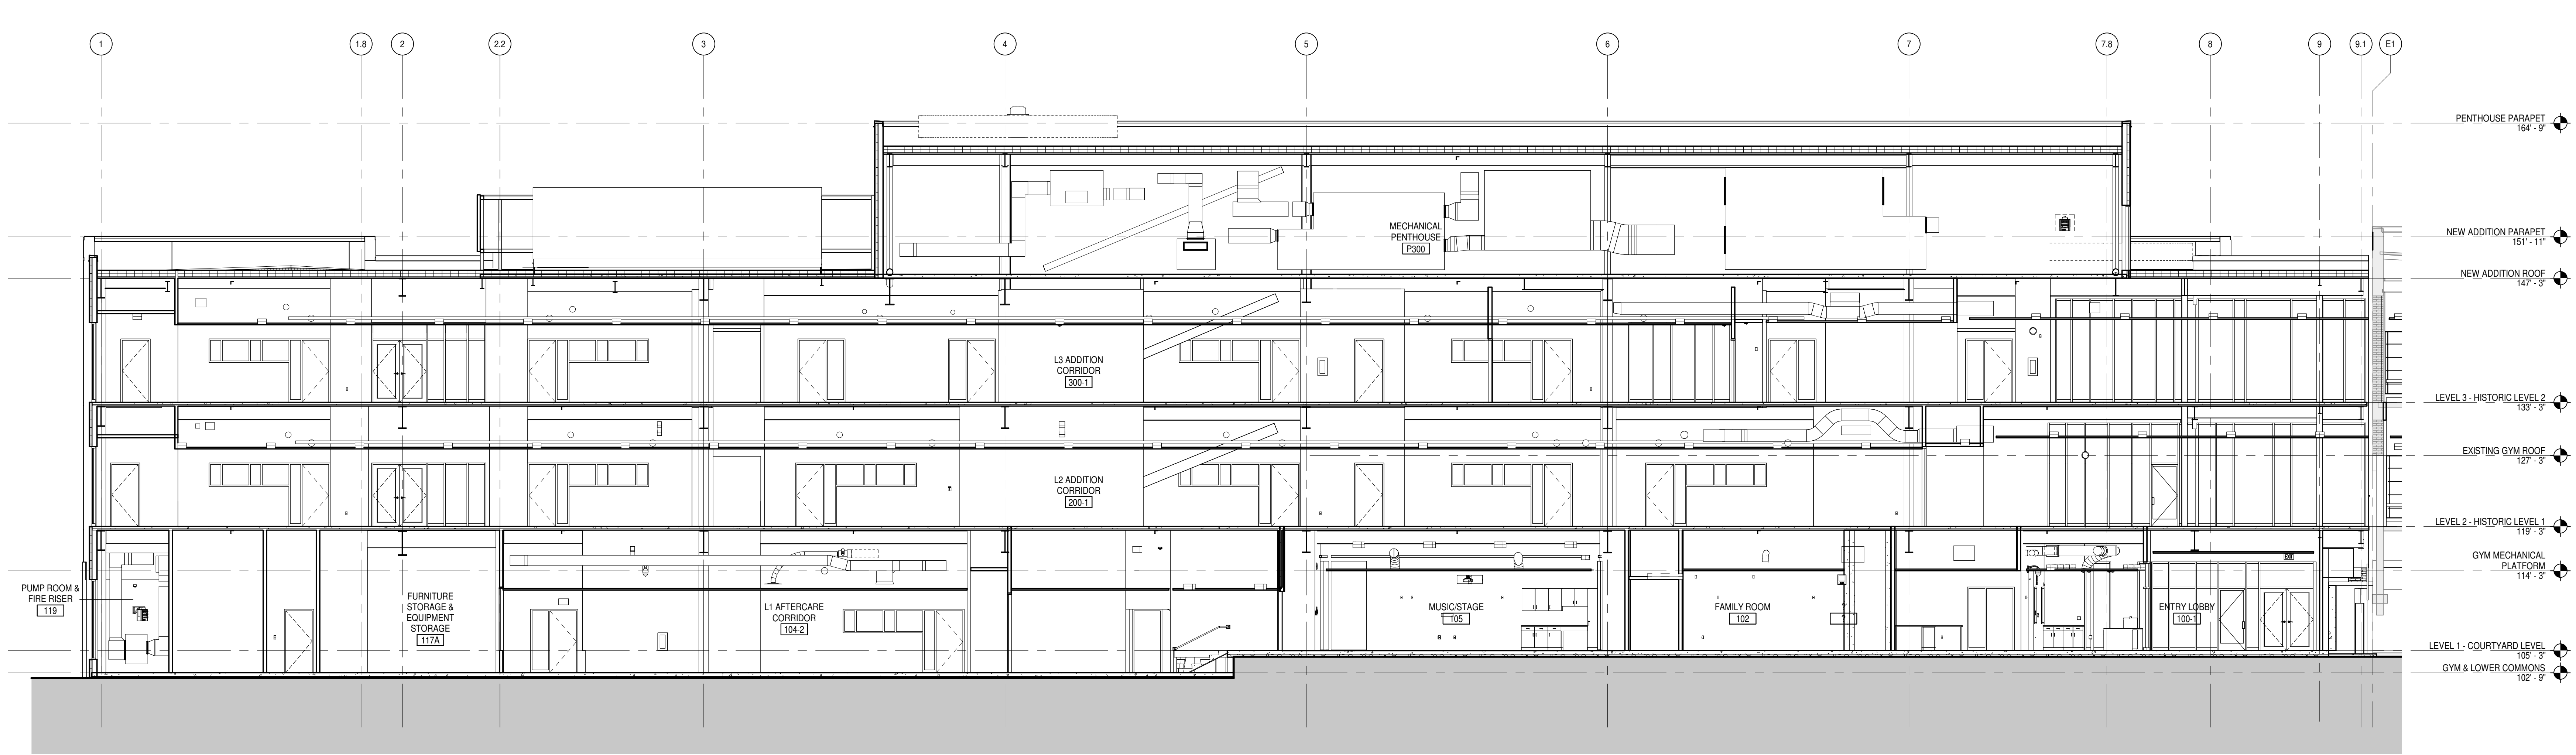 1
1.8
2
2.2
3
4
5
6
7
7.8
8
9
9.1
E1
PENTHOUSE PARAPET
164' - 9"
MECHANICAL
PENTHOUSE
P300
NEW ADDITION PARAPET
151' - 11"
NEW ADDITION ROOF
147' - 3"
L3 ADDITION
CORRIDOR
300-1
LEVEL 3 - HISTORIC LEVEL 2
133' - 3"
EXISTING GYM ROOF
127' - 3"
L2 ADDITION
CORRIDOR
200-1
LEVEL 2 - HISTORIC LEVEL 1
119' - 3"
EXIT
GYM MECHANICAL
PLATFORM
114' - 3"
PUMP ROOM &
FIRE RISER
119
FURNITURE
STORAGE &
EQUIPMENT
STORAGE
117A
L1 AFTERCARE
CORRIDOR
104-2
MUSIC/STAGE
105
FAMILY ROOM
102
?
ENTRY LOBBY
100-1
LEVEL 1 - COURTYARD LEVEL
105' - 3"
GYM & LOWER COMMONS
102' - 9"